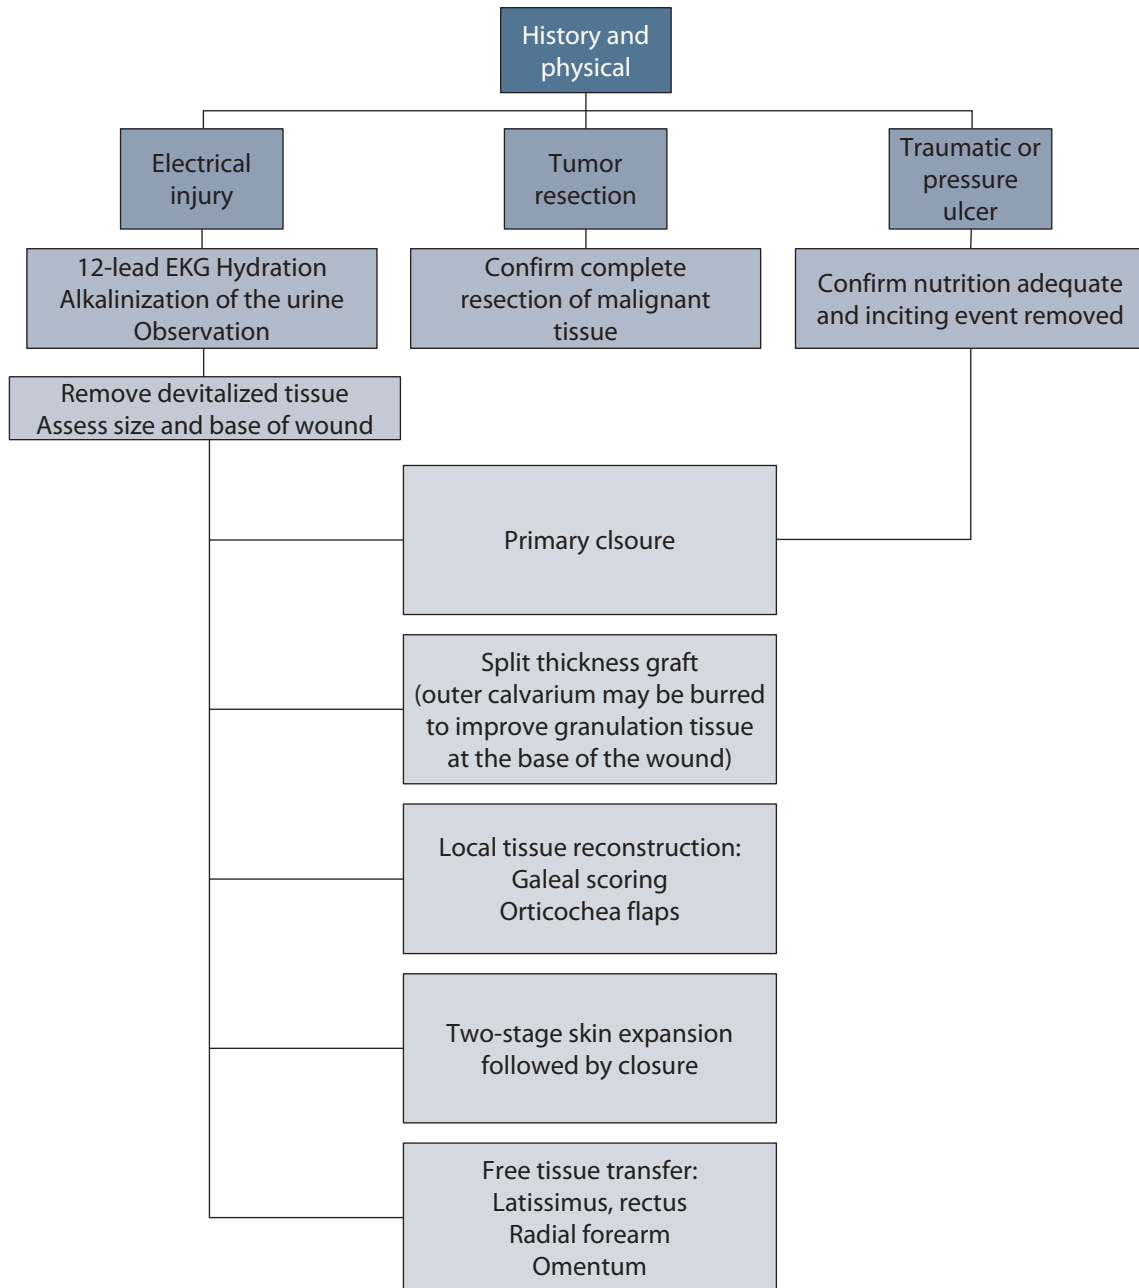 History and
physical
Electrical
injury
Tumor
resection
Traumatic or
pressure
ulcer
12-lead EKG Hydration
Alkalinization of the urine
Observation
Confirm complete
resection of malignant
tissue
Confirm nutrition adequate
and inciting event removed
Remove devitalized tissue
Assess size and base of wound
Primary clsoure
Split thickness graft
(outer calvarium may be burred
to improve granulation tissue
at the base of the wound)
Local tissue reconstruction:
Galeal scoring
Orticochea flaps
Two-stage skin expansion
followed by closure
Free tissue transfer:
Latissimus, rectus
Radial forearm
Omentum